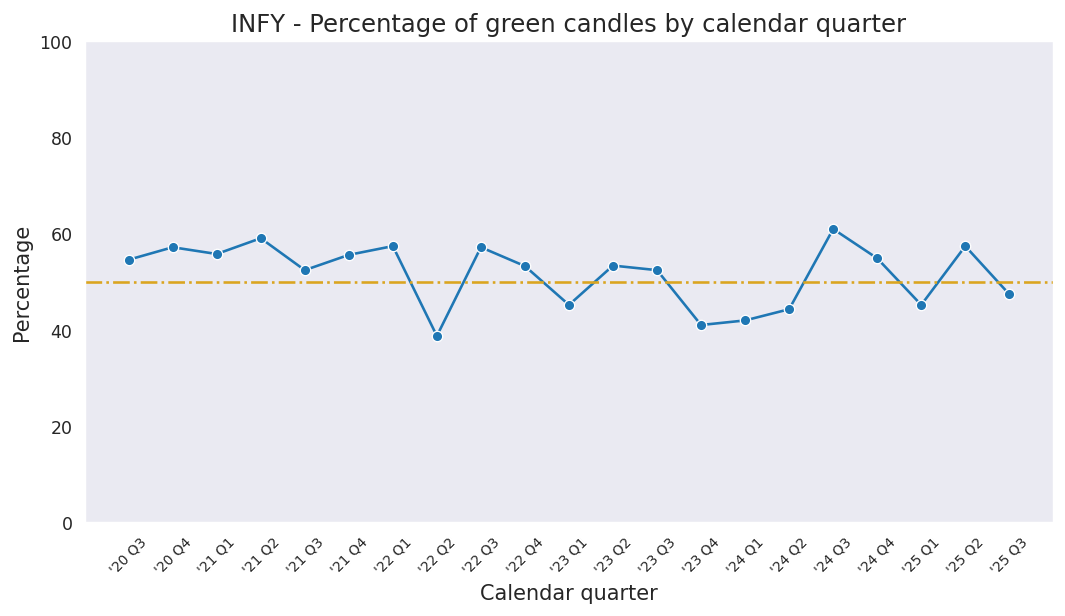 INFY - Percentage of green candles by calendar quarter
100
80
60
40
20
0
Percentage
'20 Q3
'20 Q4
'21 Q1
'21 Q2
'21 Q3
'21 Q4
'22 Q1
'22 Q2
'22 Q3
'22 Q4
'23 Q1
'23 Q2
'23 Q3
'23 Q4
'24 Q1
'24 Q2
'24 Q3
'24 Q4
'25 Q1
'25 Q2
'25 Q3
Calendar quarter